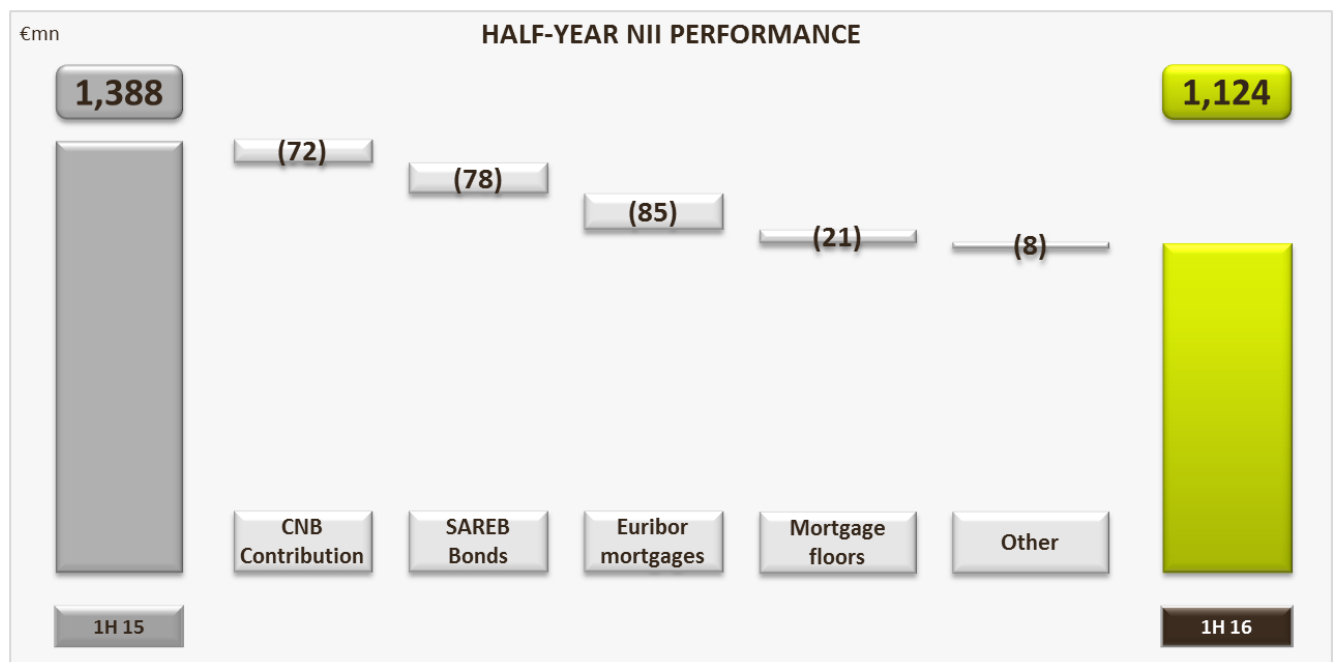 €mn
HALF-YEAR NII PERFORMANCE
1,388
1,124
(72)
(78)
(85)
(21)
(8)
CNB
Contribution
SAREB
Bonds
Euribor
mortgages
Mortgage
floors
Other
1H 15
1H 16